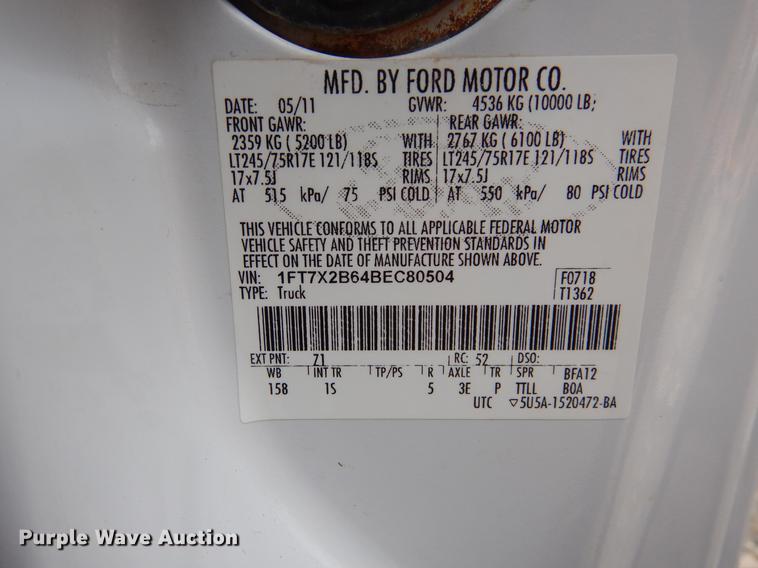 MFD. BY FORD MOTOR CO.
DATE: 05/11 GVWR: 4536 KG (10000 LB;
FRONT GAWR: REAR GAWR:
2359 KG ( 5200 LB) WITH 2767 KG ( 6100 LB) WITH
LT245/75R17E 121/118S TIRES LT245/75R17E 121/118S TIRES
17x7.5J RIMS 17x7.5J RIMS
AT 515 kPa/ 75 PSI COLD AT 550 kPa/ 80 PSI COLD
THIS VEHICLE CONFORMS TO ALL APPLICABLE FEDERAL MOTOR
VEHICLE SAFETY AND THEFT PREVENTION STANDARDS IN
EFFECT ON THE DATE OF MANUFACTURE SHOWN ABOVE.
VIN: 1FT7X2B64BEC80504 F0718
TYPE: Truck T1362
EXT PNT: Z1 RC: 52 DSO:
WB INT TR TP/PS R AXLE TR SPR BFA12
158 1S 5 3E P TTLL BOA
UTC ▽5U5A-1520472-BA
Purple Wave Auction